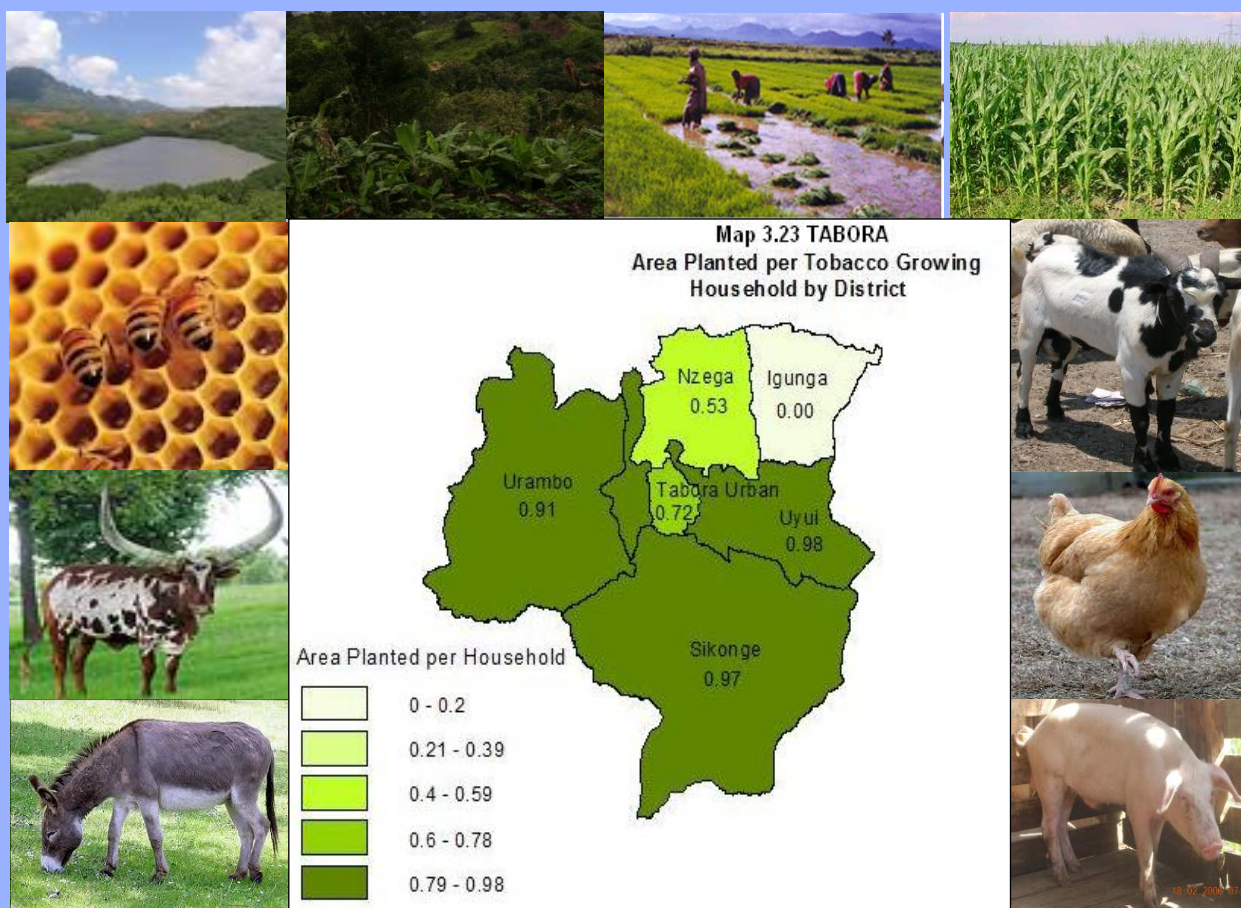 Map 3.23 TABORA
Area Planted per Tobacco Growing
Household by District
Nzega
0.53
Igunga
0.00
Urambo
0.91
Tabora Urban
0.72
Uyui
0.98
Sikonge
0.97
Area Planted per Household
0 - 0.2
0.21 - 0.39
0.4 - 0.59
0.6 - 0.78
0.79 - 0.98